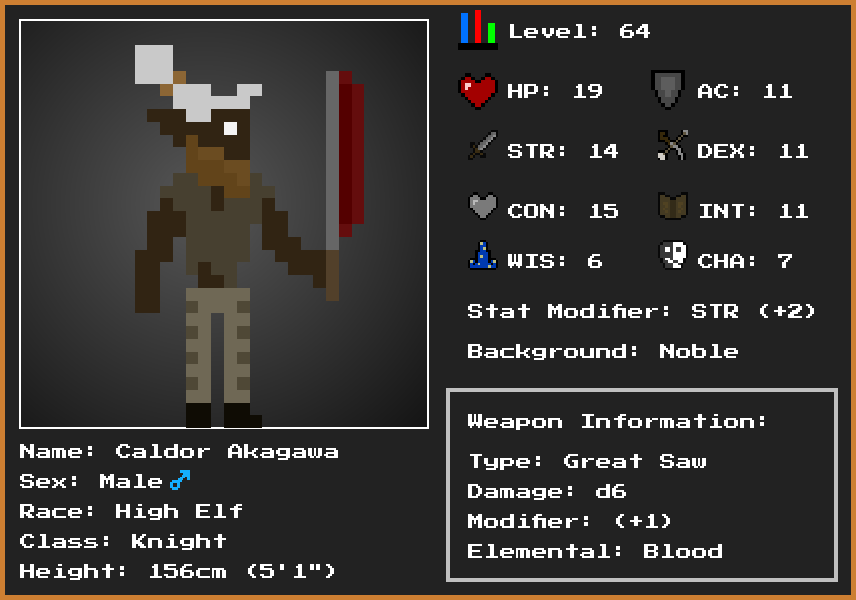 Level: 64
HP: 19 AC: 11
STR: 14 DEX: 11
CON: 15 INT: 11
WIS: 6 CHA: 7
Stat Modifier: STR (+2)
Background: Noble
Weapon Information:
Type: Great Saw
Damage: d6
Modifier: (+1)
Elemental: Blood
Name: Caldor Akagawa
Sex: Male♂
Race: High Elf
Class: Knight
Height: 156cm (5'1")